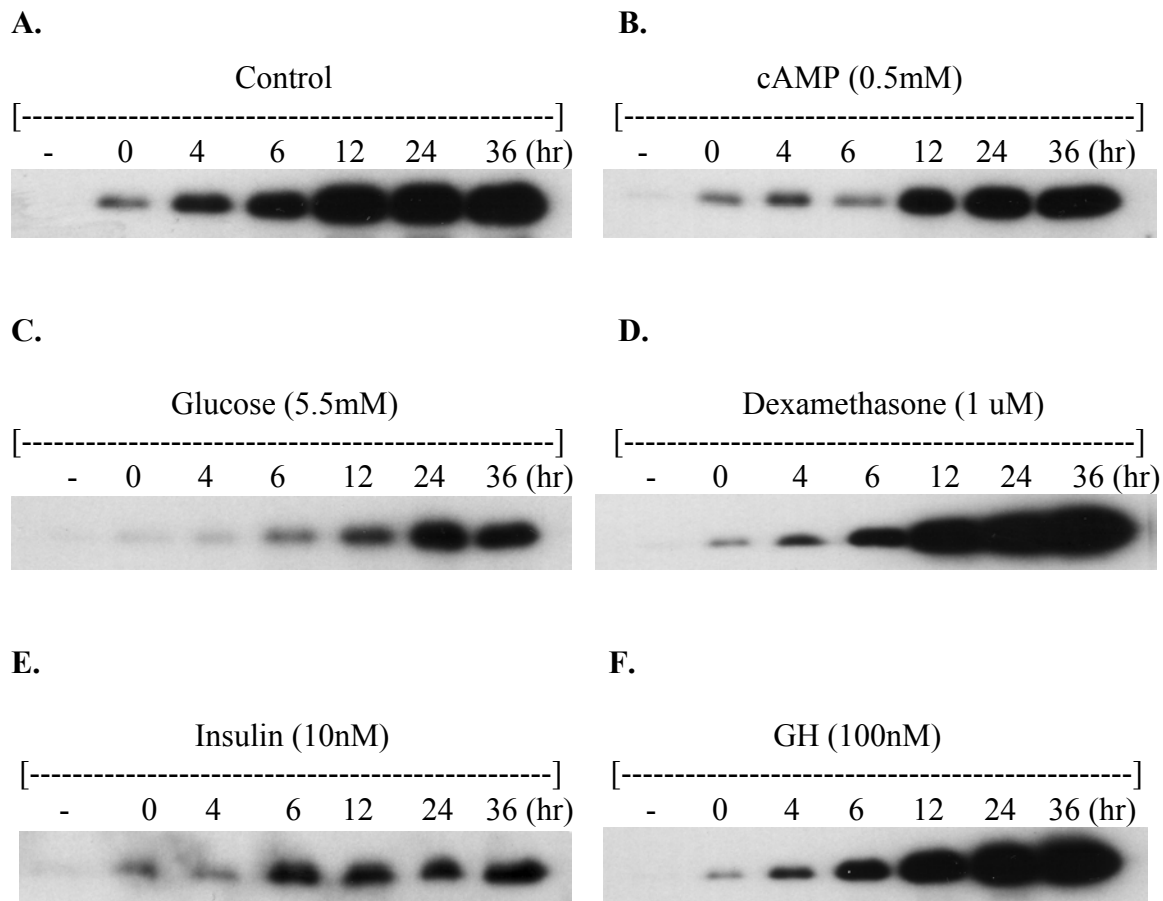 A.
Control
[--------------------------------------------------]
- 0 4 6 12 24 36 (hr)
B.
cAMP (0.5mM)
[------------------------------------------------]
- 0 4 6 12 24 36 (hr)
C.
Glucose (5.5mM)
[--------------------------------------------------]
- 0 4 6 12 24 36 (hr)
D.
Dexamethasone (1 uM)
[------------------------------------------------]
- 0 4 6 12 24 36 (hr)
E.
Insulin (10nM)
[-------------------------------------------------]
- 0 4 6 12 24 36 (hr)
F.
GH (100nM)
[------------------------------------------------]
- 0 4 6 12 24 36 (hr)